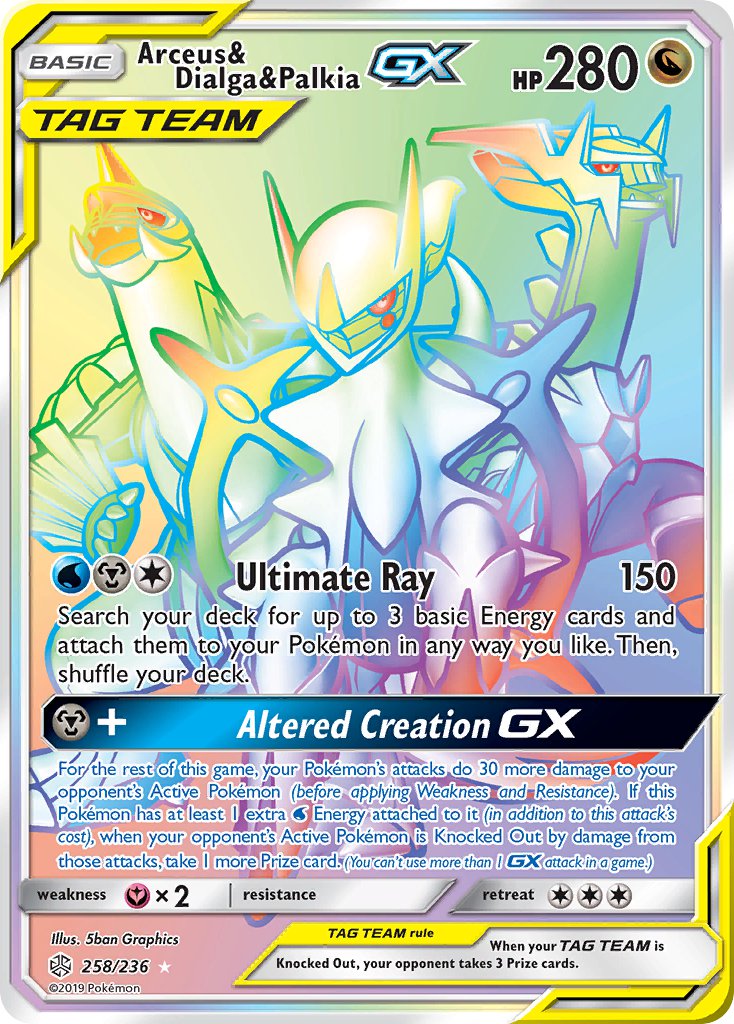 BASIC
Arceus&
Dialga&Palkia GX
HP 280
TAG TEAM
Ultimate Ray 150
Search your deck for up to 3 basic Energy cards and
attach them to your Pokémon in any way you like. Then,
shuffle your deck.
+ Altered Creation GX
For the rest of this game, your Pokémon's attacks do 30 more damage to your
opponent's Active Pokémon (before applying Weakness and Resistance). If this
Pokémon has at least 1 extra Energy attached to it (in addition to this attack's
cost), when your opponent's Active Pokémon is Knocked Out by damage from
those attacks, take 1 more Prize card. (You can't use more than 1 GX attack in a game.)
weakness ×2 resistance retreat
Illus. 5ban Graphics
258/236
©2019 Pokémon
TAG TEAM rule
When your TAG TEAM is
Knocked Out, your opponent takes 3 Prize cards.